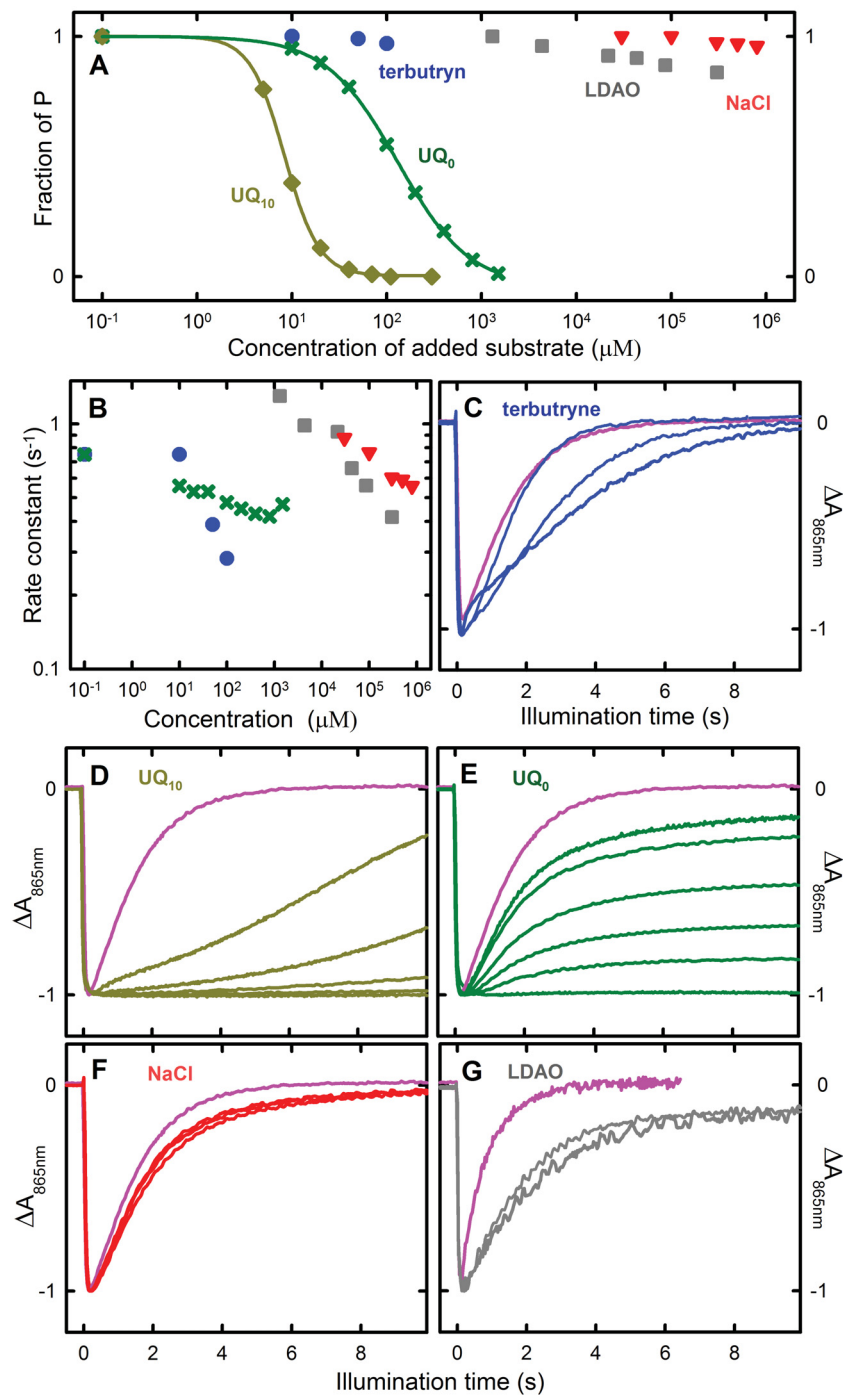 A
1
0
Fraction of P
1
0
terbutryn
LDAO
NaCl
UQ₀
UQ₁₀
10⁻¹ 10⁰ 10¹ 10² 10³ 10⁴ 10⁵ 10⁶
Concentration of added substrate (μM)
B
1
0.1
Rate constant (s⁻¹)
10⁻¹ 10⁰ 10¹ 10² 10³ 10⁴ 10⁵ 10⁶
Concentration (μM)
C terbutryne
0
-1
ΔA₈₆₅ₙₘ
0 2 4 6 8
Illumination time (s)
D UQ₁₀
0
-1
ΔA₈₆₅ₙₘ
E UQ₀
0
-1
ΔA₈₆₅ₙₘ
F NaCl
0
-1
ΔA₈₆₅ₙₘ
0 2 4 6 8
G LDAO
0
-1
ΔA₈₆₅ₙₘ
0 2 4 6 8
Illumination time (s)